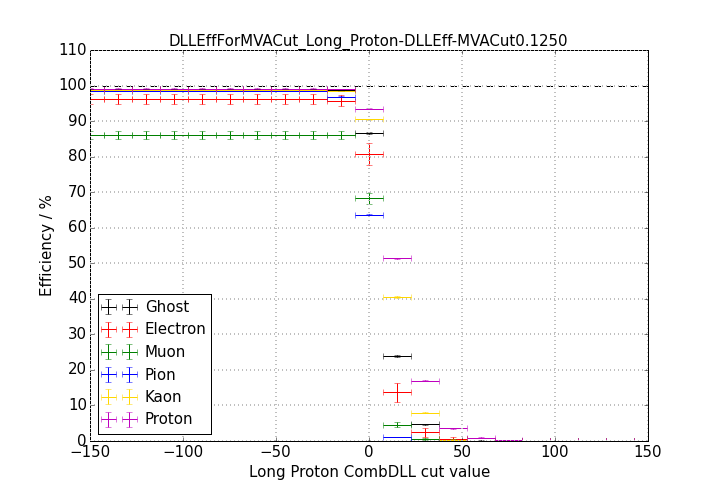 DLLEffForMVACut_Long_Proton-DLLEff-MVACut0.1250
110
100
90
80
70
60
50
40
30
20
10
0
Efficiency / %
Ghost
Electron
Muon
Pion
Kaon
Proton
−150 −100 −50 0 50 100 150
Long Proton CombDLL cut value